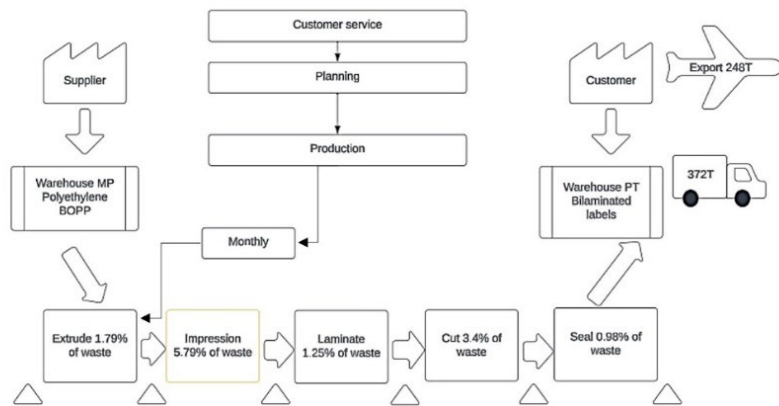 Customer service
Supplier
Planning
Customer
Export 248T
Production
Warehouse MP
Polyethylene
BOPP
Warehouse PT
Bilaminated
labels
372T
Monthly
Extrude 1.79%
of waste
Impression
5.79% of waste
Laminate
1.25% of waste
Cut 3.4% of
waste
Seal 0.98% of
waste